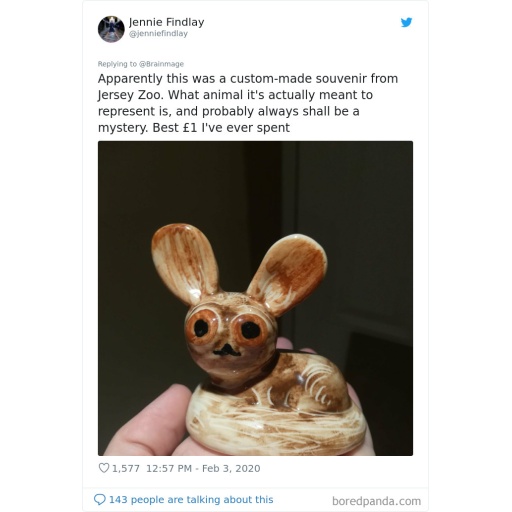 Jennie Findlay
@jenniefindlay
Replying to @Brainmage
Apparently this was a custom-made souvenir from
Jersey Zoo. What animal it's actually meant to
represent is, and probably always shall be a
mystery. Best £1 I've ever spent
1,577 12:57 PM - Feb 3, 2020
143 people are talking about this
boredpanda.com